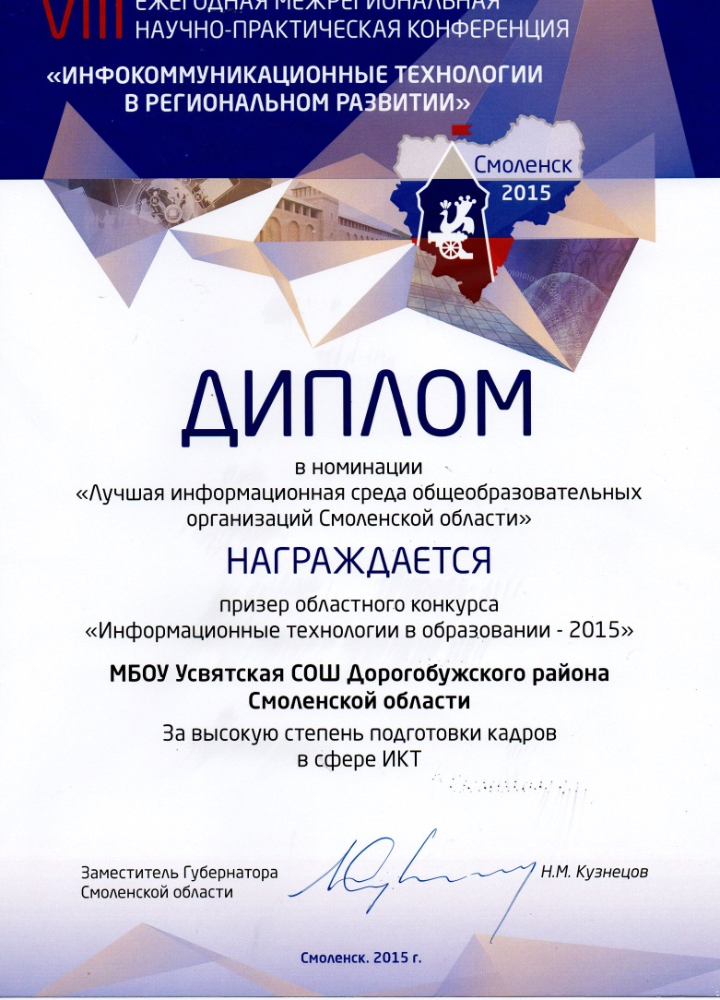 VIII ЕЖЕГОДНАЯ МЕЖРЕГИОНАЛЬНАЯ
НАУЧНО-ПРАКТИЧЕСКАЯ КОНФЕРЕНЦИЯ
«ИНФОКОММУНИКАЦИОННЫЕ ТЕХНОЛОГИИ
В РЕГИОНАЛЬНОМ РАЗВИТИИ»
Смоленск
2015
ДИПЛОМ
в номинации
«Лучшая информационная среда общеобразовательных
организаций Смоленской области»
НАГРАЖДАЕТСЯ
призер областного конкурса
«Информационные технологии в образовании - 2015»
МБОУ Усвятская СОШ Дорогобужского района
Смоленской области
За высокую степень подготовки кадров
в сфере ИКТ
Заместитель Губернатора
Смоленской области
Н.М. Кузнецов
Смоленск. 2015 г.